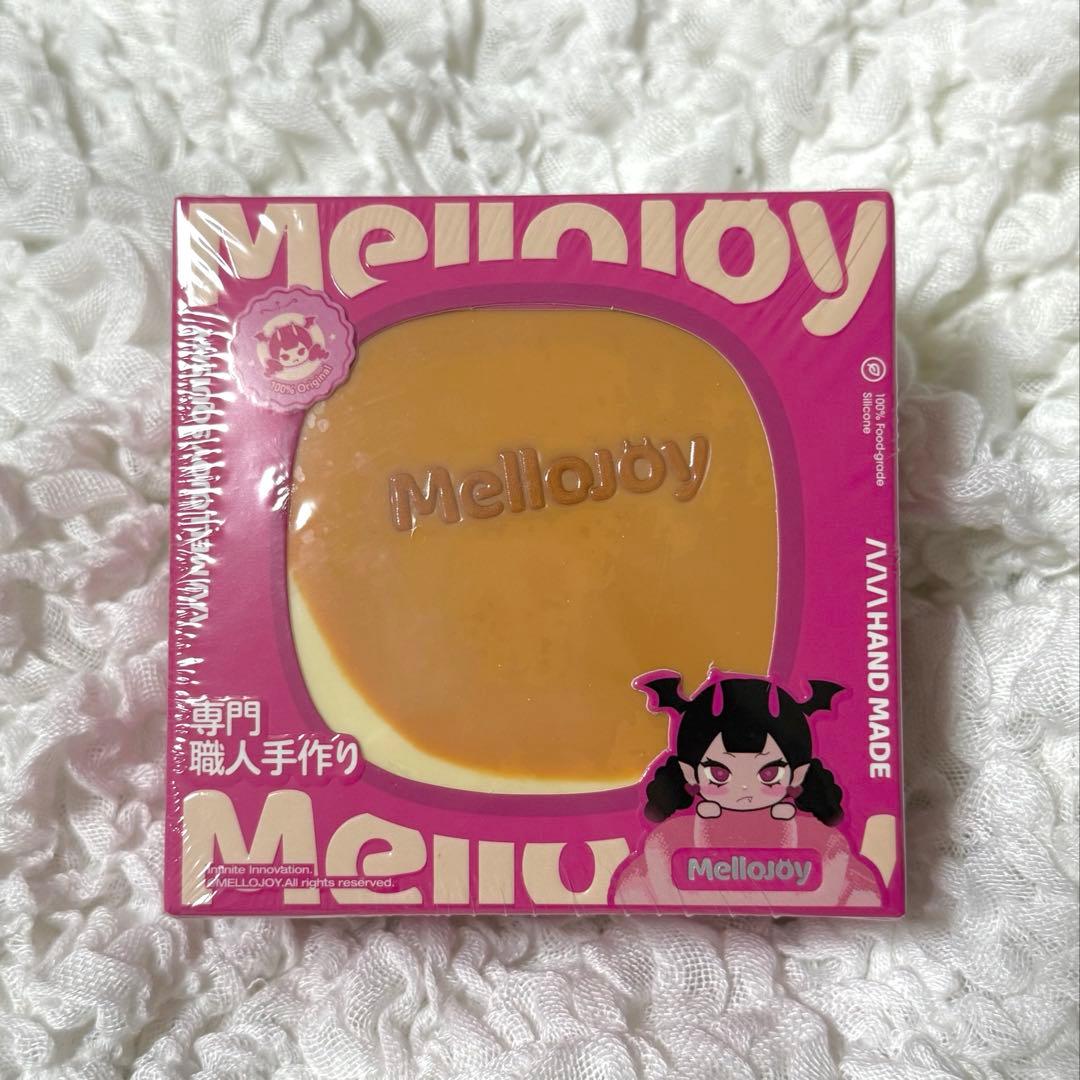 Mellojoy
100% Original
Mellojoy
100% Food-grade
Silicone
HAND MADE
専門
職人手作り
Mellojoy
Infinite Innovation.
©MELLOJOY.All rights reserved.
Mellojoy